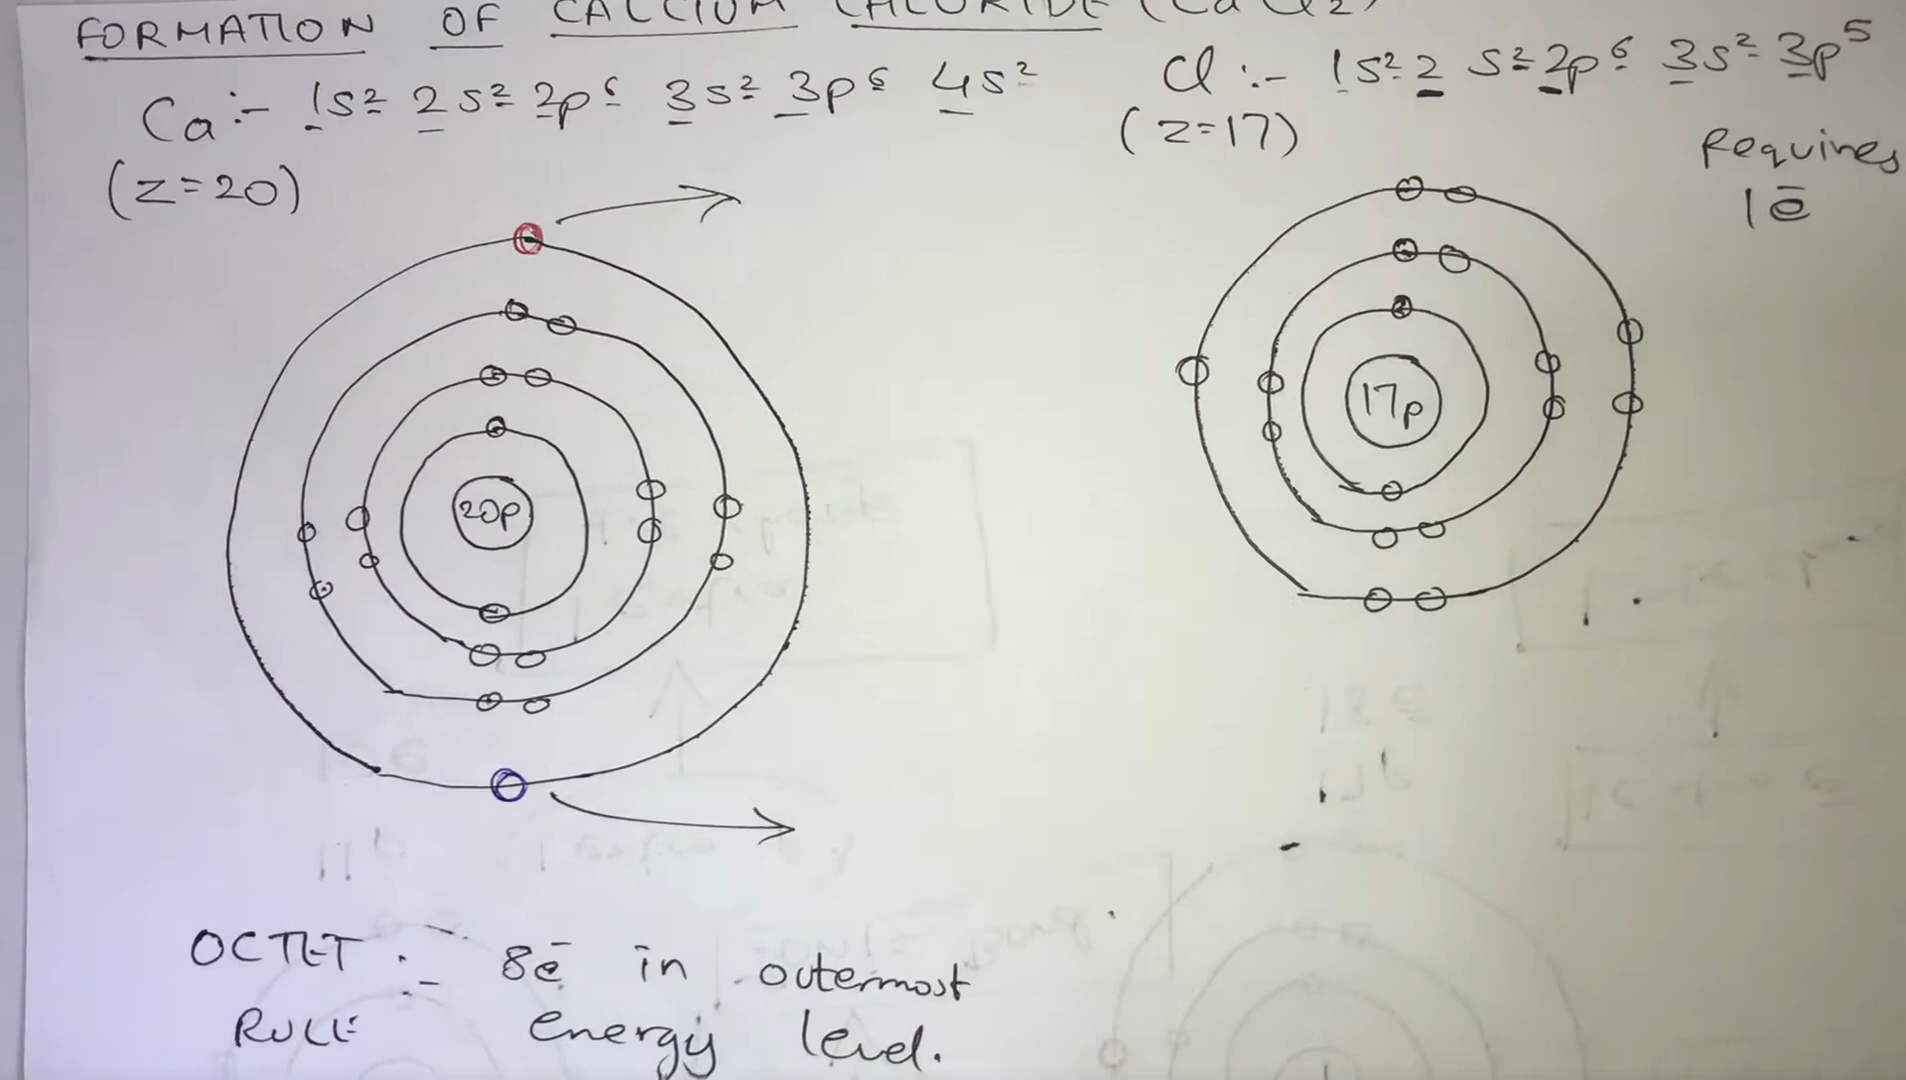 FORMATION OF CALCIUM CHLORIDE (CaCl2)
Ca :- 1s² 2s² 2p⁶ 3s² 3p⁶ 4s²
(Z=20)
Cl :- 1s² 2s² 2p⁶ 3s² 3p⁵
(Z=17)
Requires
1ē
20p
17p
OCTET :- 8ē in outermost
RULE energy level.